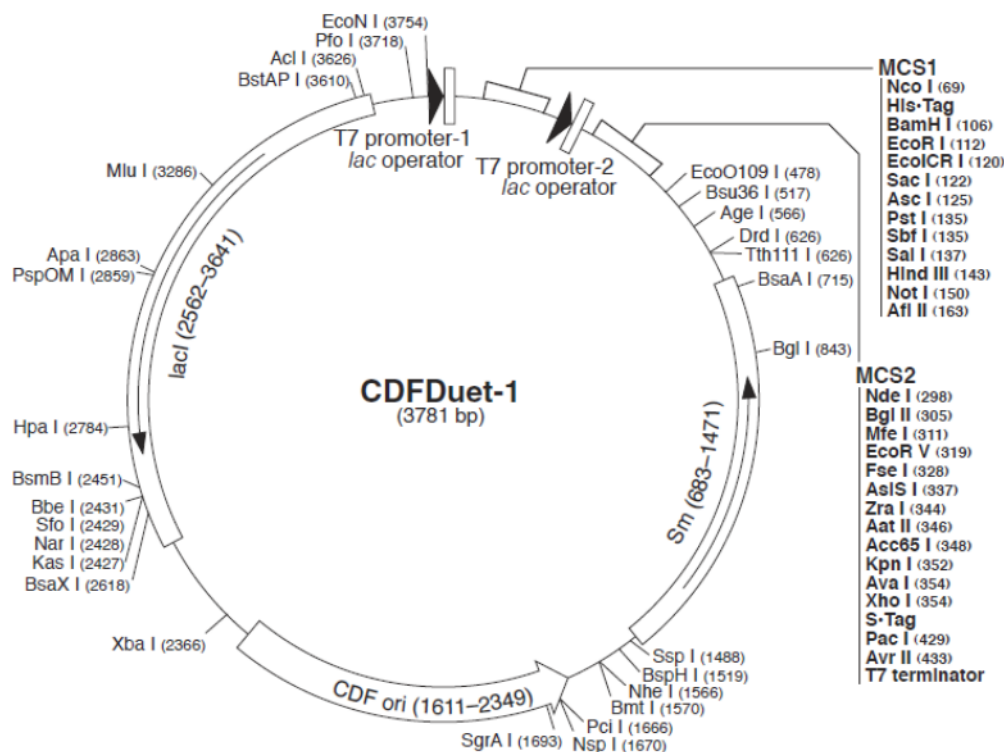 EcoN I (3754)
Pfo I (3718)
Acl I (3626)
BstAP I (3610)
T7 promoter-1
lac operator
T7 promoter-2
lac operator
Mlu I (3286)
Apa I (2863)
PspOM I (2859)
lacI (2562–3641)
Hpa I (2784)
BsmB I (2451)
Bbe I (2431)
Sfo I (2429)
Nar I (2428)
Kas I (2427)
BsaX I (2618)
Xba I (2366)
CDFDuet-1
(3781 bp)
EcoO109 I (478)
Bsu36 I (517)
Age I (566)
Drd I (626)
Tth111 I (626)
BsaA I (715)
Bgl I (843)
Sm (683–1471)
Ssp I (1488)
BspH I (1519)
Nhe I (1566)
Bmt I (1570)
Pci I (1666)
Nsp I (1670)
SgrA I (1693)
CDF ori (1611–2349)
MCS1
Nco I (69)
His•Tag
BamH I (106)
EcoR I (112)
EcoICR I (120)
Sac I (122)
Asc I (125)
Pst I (135)
Sbf I (135)
Sal I (137)
Hind III (143)
Not I (150)
Afl II (163)
MCS2
Nde I (298)
Bgl II (305)
Mfe I (311)
EcoR V (319)
Fse I (328)
AsiS I (337)
Zra I (344)
Aat II (346)
Acc65 I (348)
Kpn I (352)
Ava I (354)
Xho I (354)
S•Tag
Pac I (429)
Avr II (433)
T7 terminator